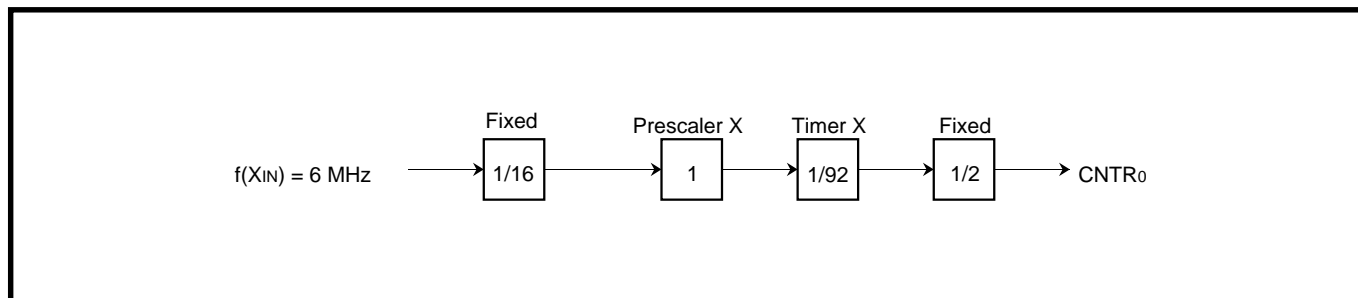 Fixed
Prescaler X
Timer X
Fixed
f(XIN) = 6 MHz
1/16
1
1/92
1/2
CNTR0